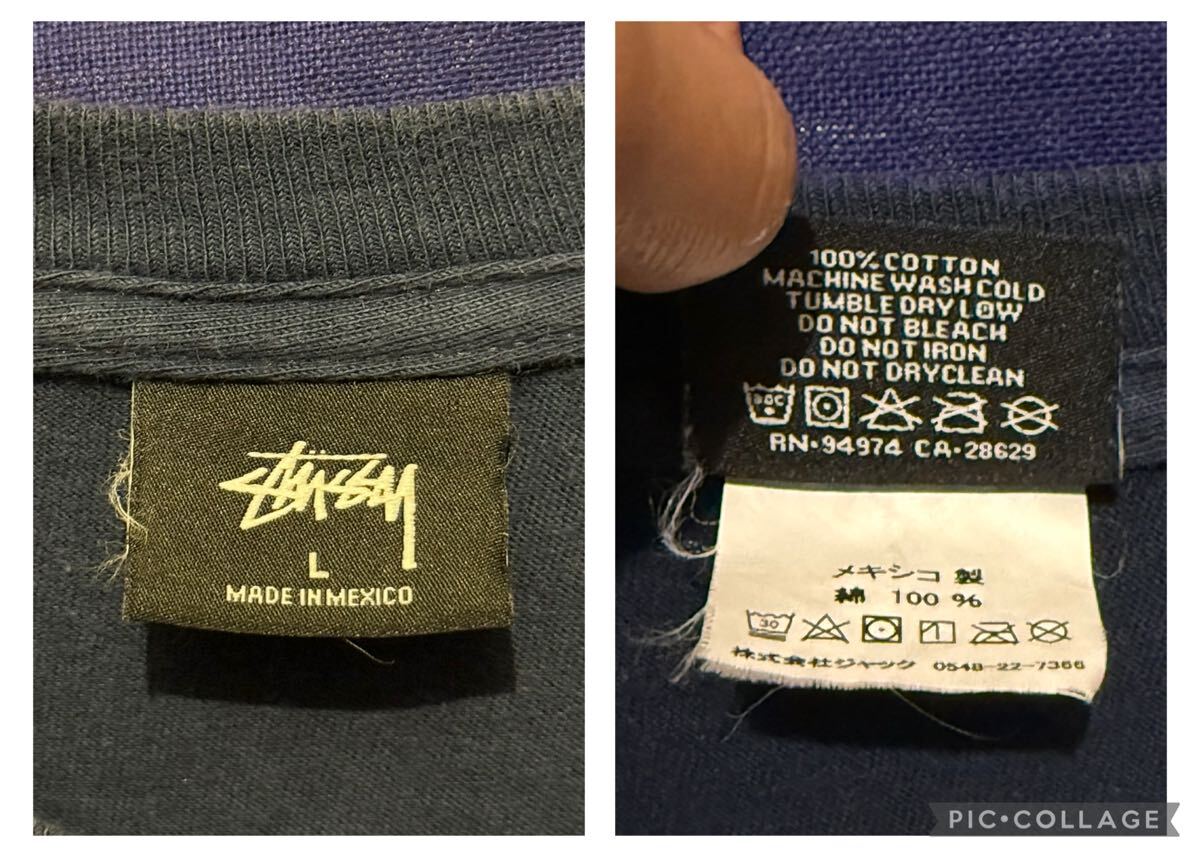 STÜSSY
L
MADE IN MEXICO
100% COTTON
MACHINE WASH COLD
TUMBLE DRY LOW
DO NOT BLEACH
DO NOT IRON
DO NOT DRYCLEAN
RN•94974 CA•28629
メキシコ 製
綿 100 %
30
株式会社ジャック 0548-22-7366
PIC•COLLAGE